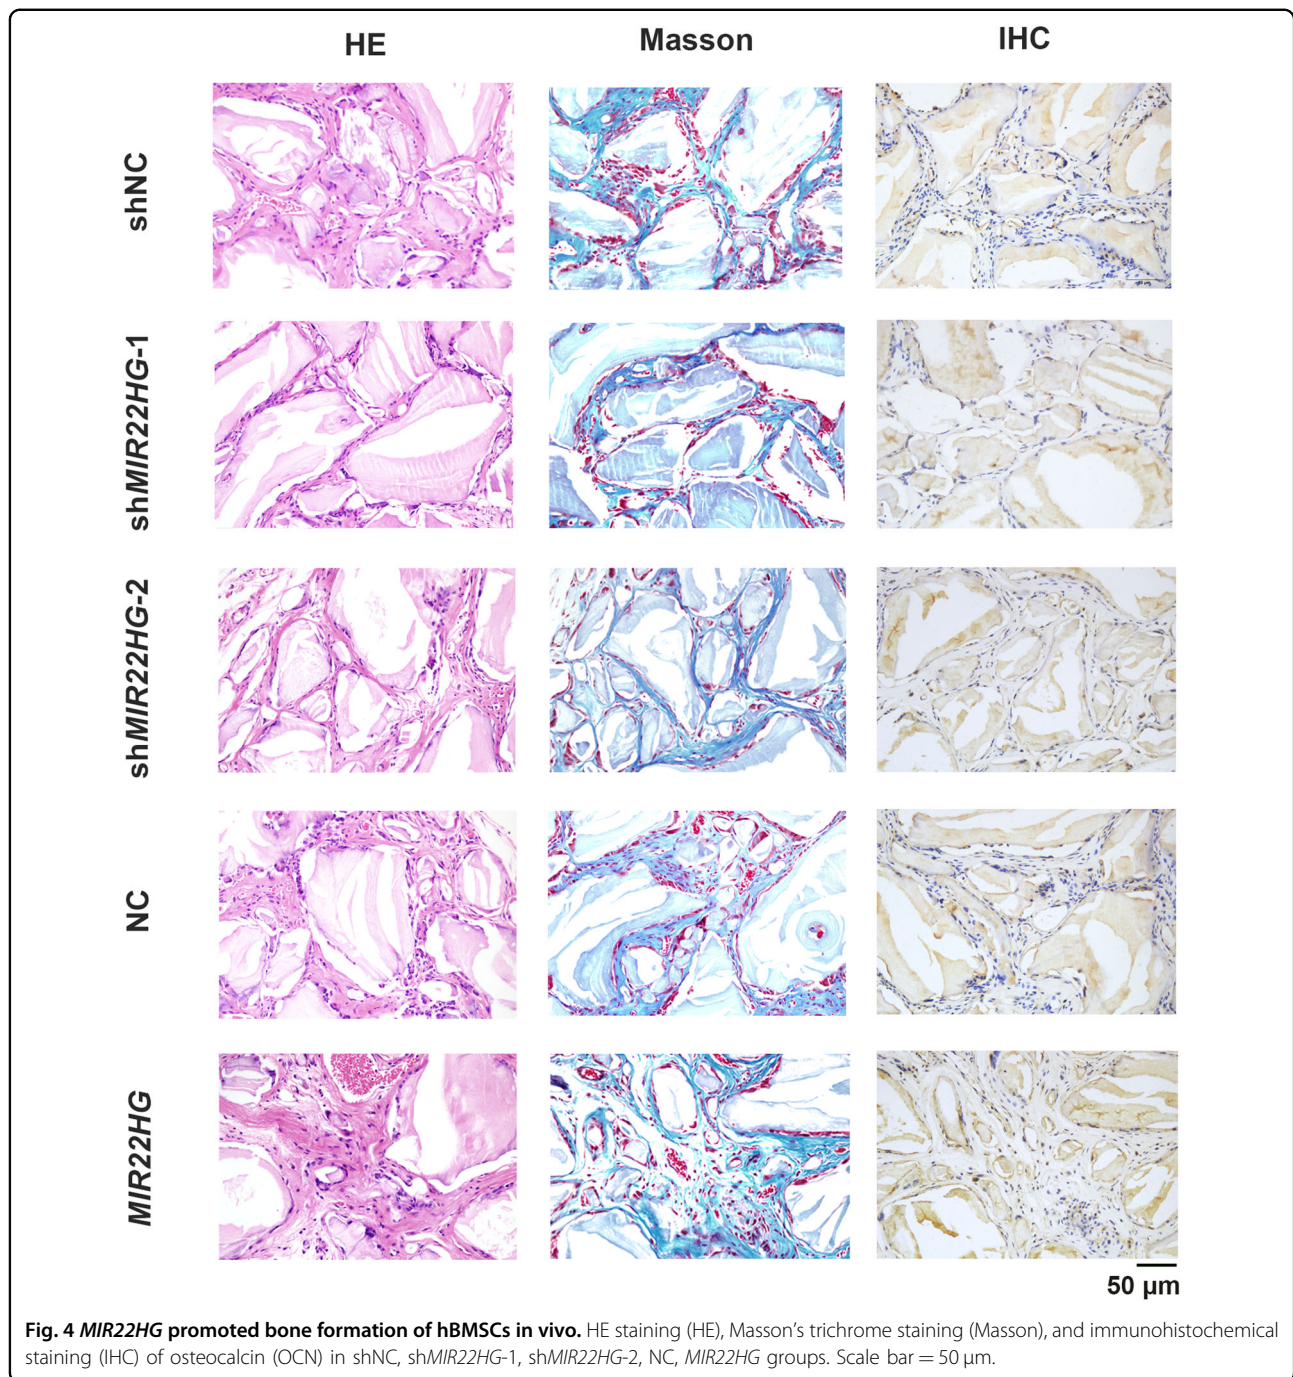 HE Masson IHC
shNC
shMIR22HG-1
shMIR22HG-2
NC
MIR22HG
50 µm
Fig. 4 MIR22HG promoted bone formation of hBMSCs in vivo. HE staining (HE), Masson's trichrome staining (Masson), and immunohistochemical
staining (IHC) of osteocalcin (OCN) in shNC, shMIR22HG-1, shMIR22HG-2, NC, MIR22HG groups. Scale bar = 50 µm.